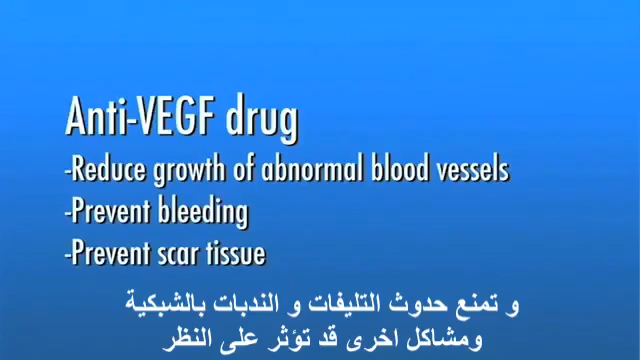 Anti-VEGF drug
-Reduce growth of abnormal blood vessels
-Prevent bleeding
-Prevent scar tissue
و تمنع حدوث التليفات و الندبات بالشبكية
ومشاكل اخرى قد تؤثر على النظر